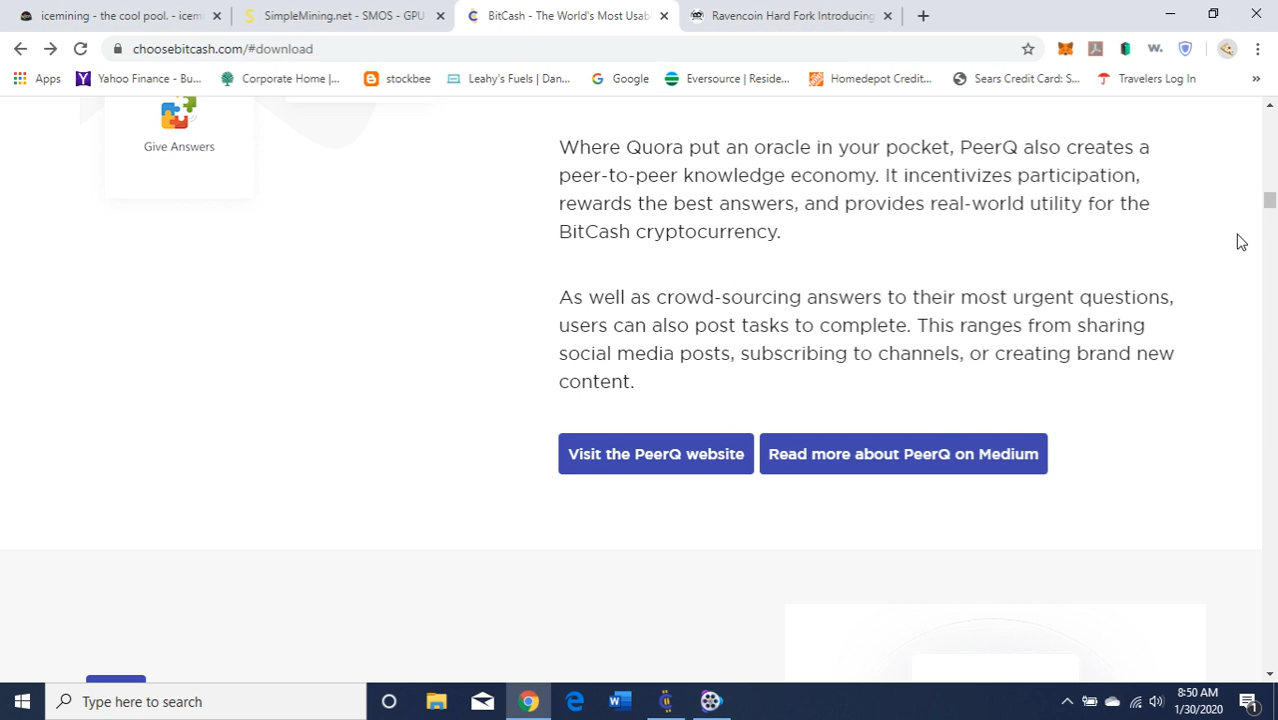 icemining - the cool pool. - icemi
SimpleMining.net - SMOS - GPU
BitCash - The World's Most Usab
Ravencoin Hard Fork Introducing
choosebitcash.com/#download
Apps
Yahoo Finance - Bu...
Corporate Home |...
stockbee
Leahy's Fuels | Dan...
Google
Eversource | Reside...
Homedepot Credit...
Sears Credit Card: S...
Travelers Log In
»
Give Answers
Where Quora put an oracle in your pocket, PeerQ also creates a
peer-to-peer knowledge economy. It incentivizes participation,
rewards the best answers, and provides real-world utility for the
BitCash cryptocurrency.
As well as crowd-sourcing answers to their most urgent questions,
users can also post tasks to complete. This ranges from sharing
social media posts, subscribing to channels, or creating brand new
content.
Visit the PeerQ website
Read more about PeerQ on Medium
Type here to search
8:50 AM
1/30/2020